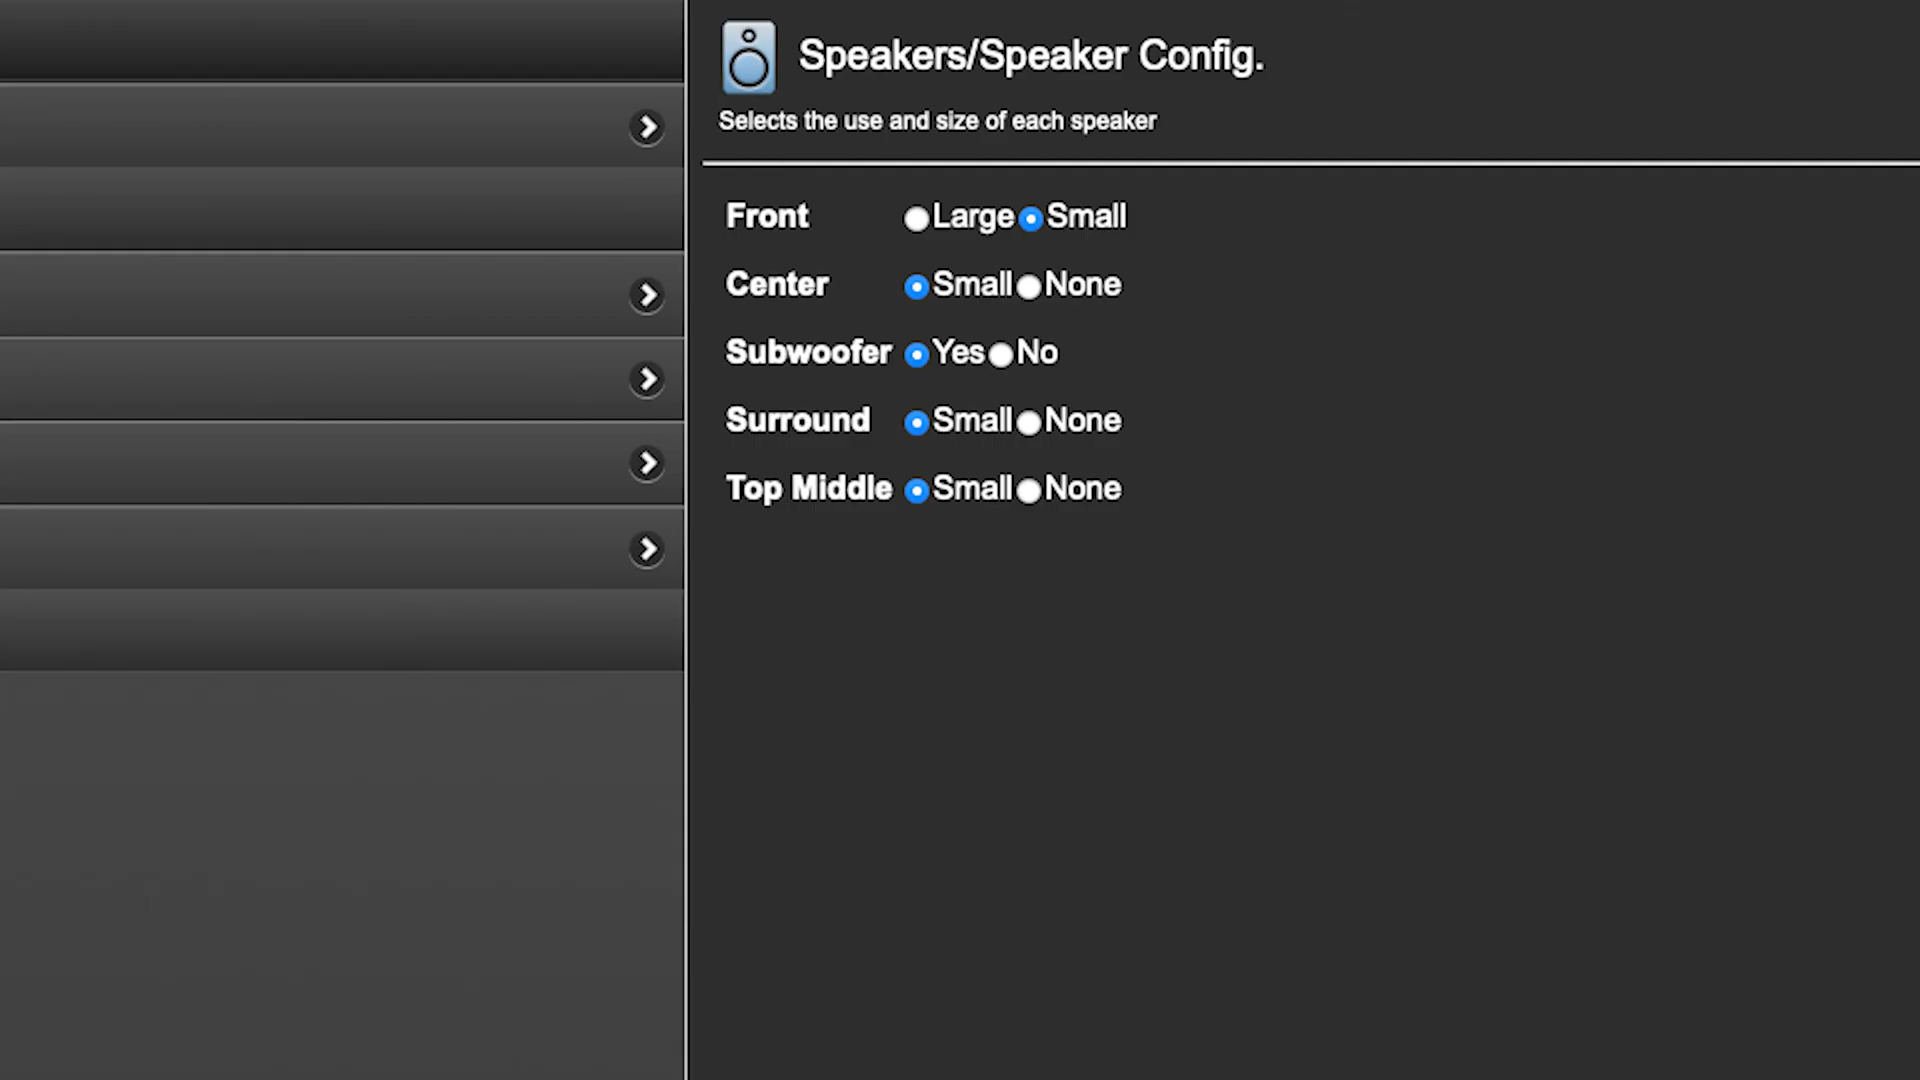 Speakers/Speaker Config.
Selects the use and size of each speaker
Front Large Small
Center Small None
Subwoofer Yes No
Surround Small None
Top Middle Small None